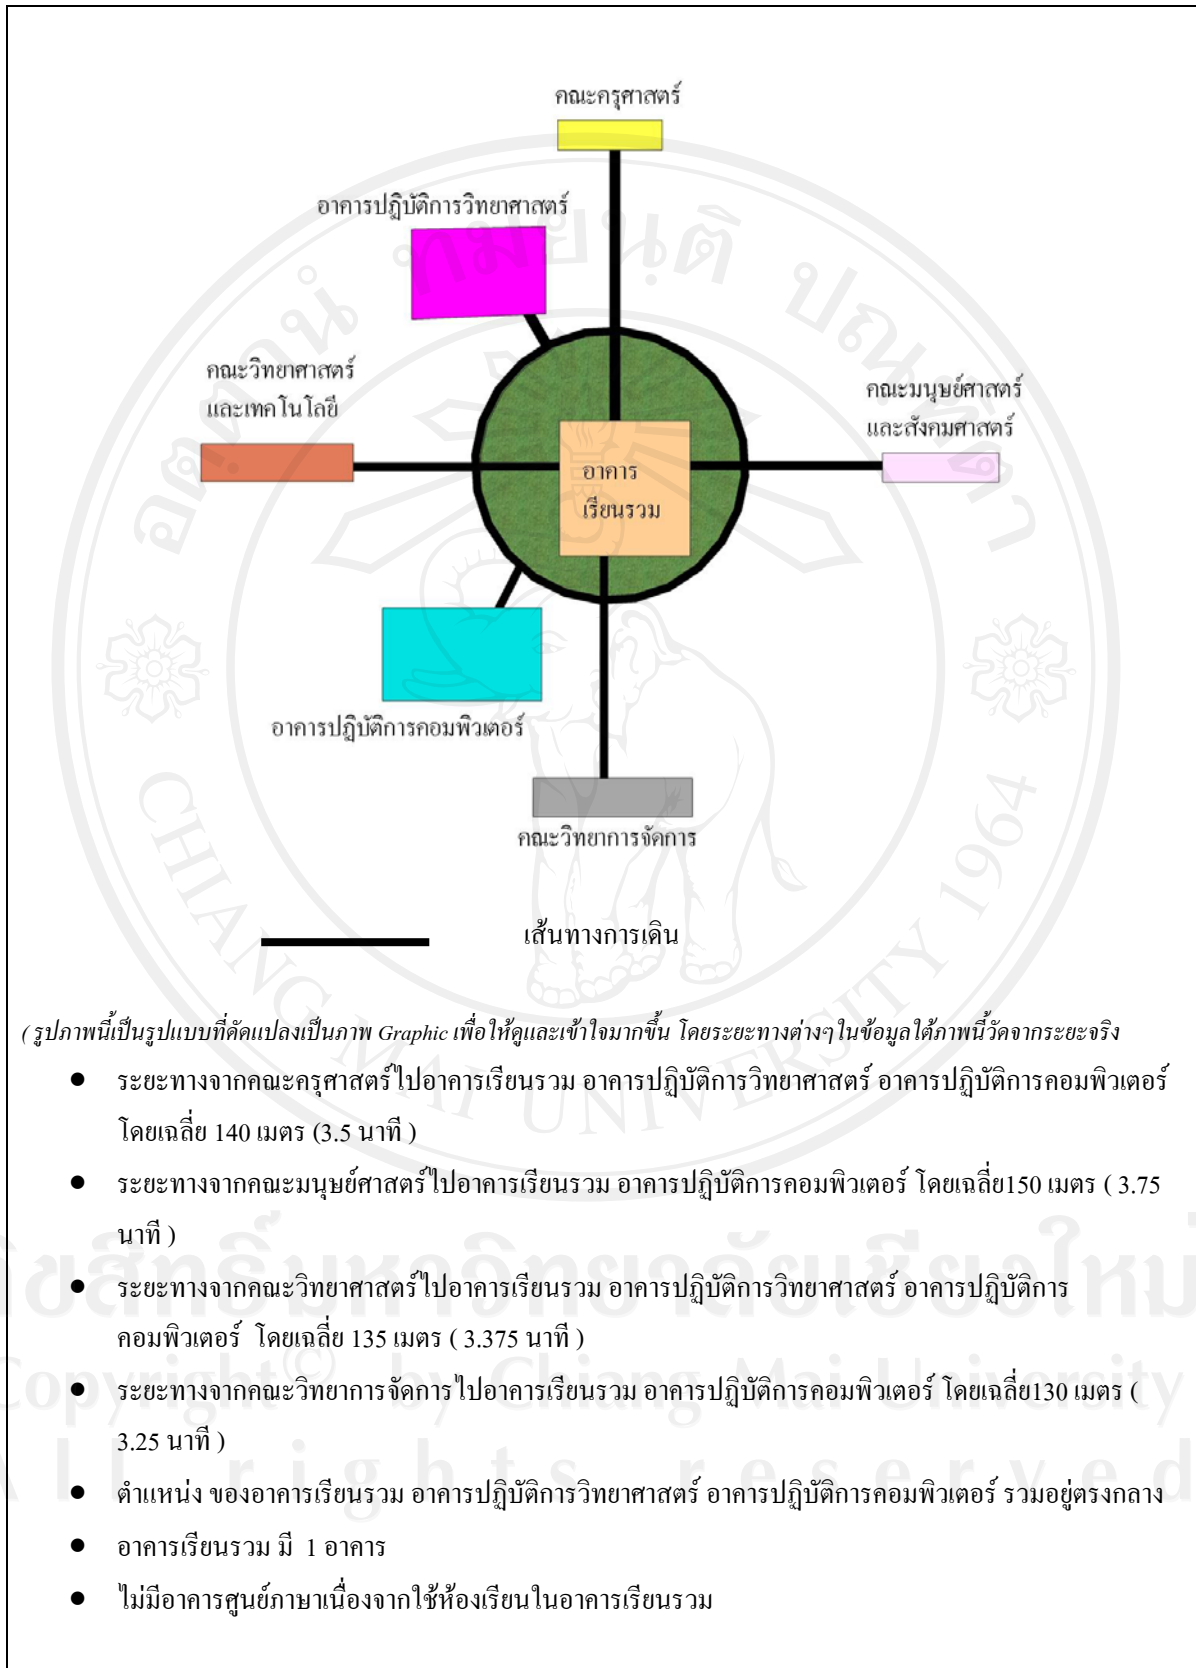 คณะครุศาสตร์
อาคารปฏิบัติการวิทยาศาสตร์
คณะวิทยาศาสตร์
และเทคโนโลยี
คณะมนุษย์ศาสตร์
และสังคมศาสตร์
อาคาร
เรียนรวม
อาคารปฏิบัติการคอมพิวเตอร์
คณะวิทยาการจัดการ
เส้นทางการเดิน
( รูปภาพนี้เป็นรูปแบบที่ดัดแปลงเป็นภาพ Graphic เพื่อให้ดูและเข้าใจมากขึ้น โดยระยะทางต่างๆในข้อมูลใต้ภาพนี้วัดจากระยะจริง
● ระยะทางจากคณะครุศาสตร์ไปอาคารเรียนรวม อาคารปฏิบัติการวิทยาศาสตร์ อาคารปฏิบัติการคอมพิวเตอร์
โดยเฉลี่ย 140 เมตร (3.5 นาที )
● ระยะทางจากคณะมนุษย์ศาสตร์ไปอาคารเรียนรวม อาคารปฏิบัติการคอมพิวเตอร์ โดยเฉลี่ย150 เมตร ( 3.75
นาที )
● ระยะทางจากคณะวิทยาศาสตร์ไปอาคารเรียนรวม อาคารปฏิบัติการวิทยาศาสตร์ อาคารปฏิบัติการ
คอมพิวเตอร์ โดยเฉลี่ย 135 เมตร ( 3.375 นาที )
● ระยะทางจากคณะวิทยาการจัดการไปอาคารเรียนรวม อาคารปฏิบัติการคอมพิวเตอร์ โดยเฉลี่ย130 เมตร (
3.25 นาที )
● ตำแหน่ง ของอาคารเรียนรวม อาคารปฏิบัติการวิทยาศาสตร์ อาคารปฏิบัติการคอมพิวเตอร์ รวมอยู่ตรงกลาง
● อาคารเรียนรวม มี 1 อาคาร
● ไม่มีอาคารศูนย์ภาษาเนื่องจากใช้ห้องเรียนในอาคารเรียนรวม
CHIANG MAI UNIVERSITY 1964
ขสิทธิ์มหาวิทยาลัยเชียงใหม่
opyright© by Chiang Mai University
All rights reserved